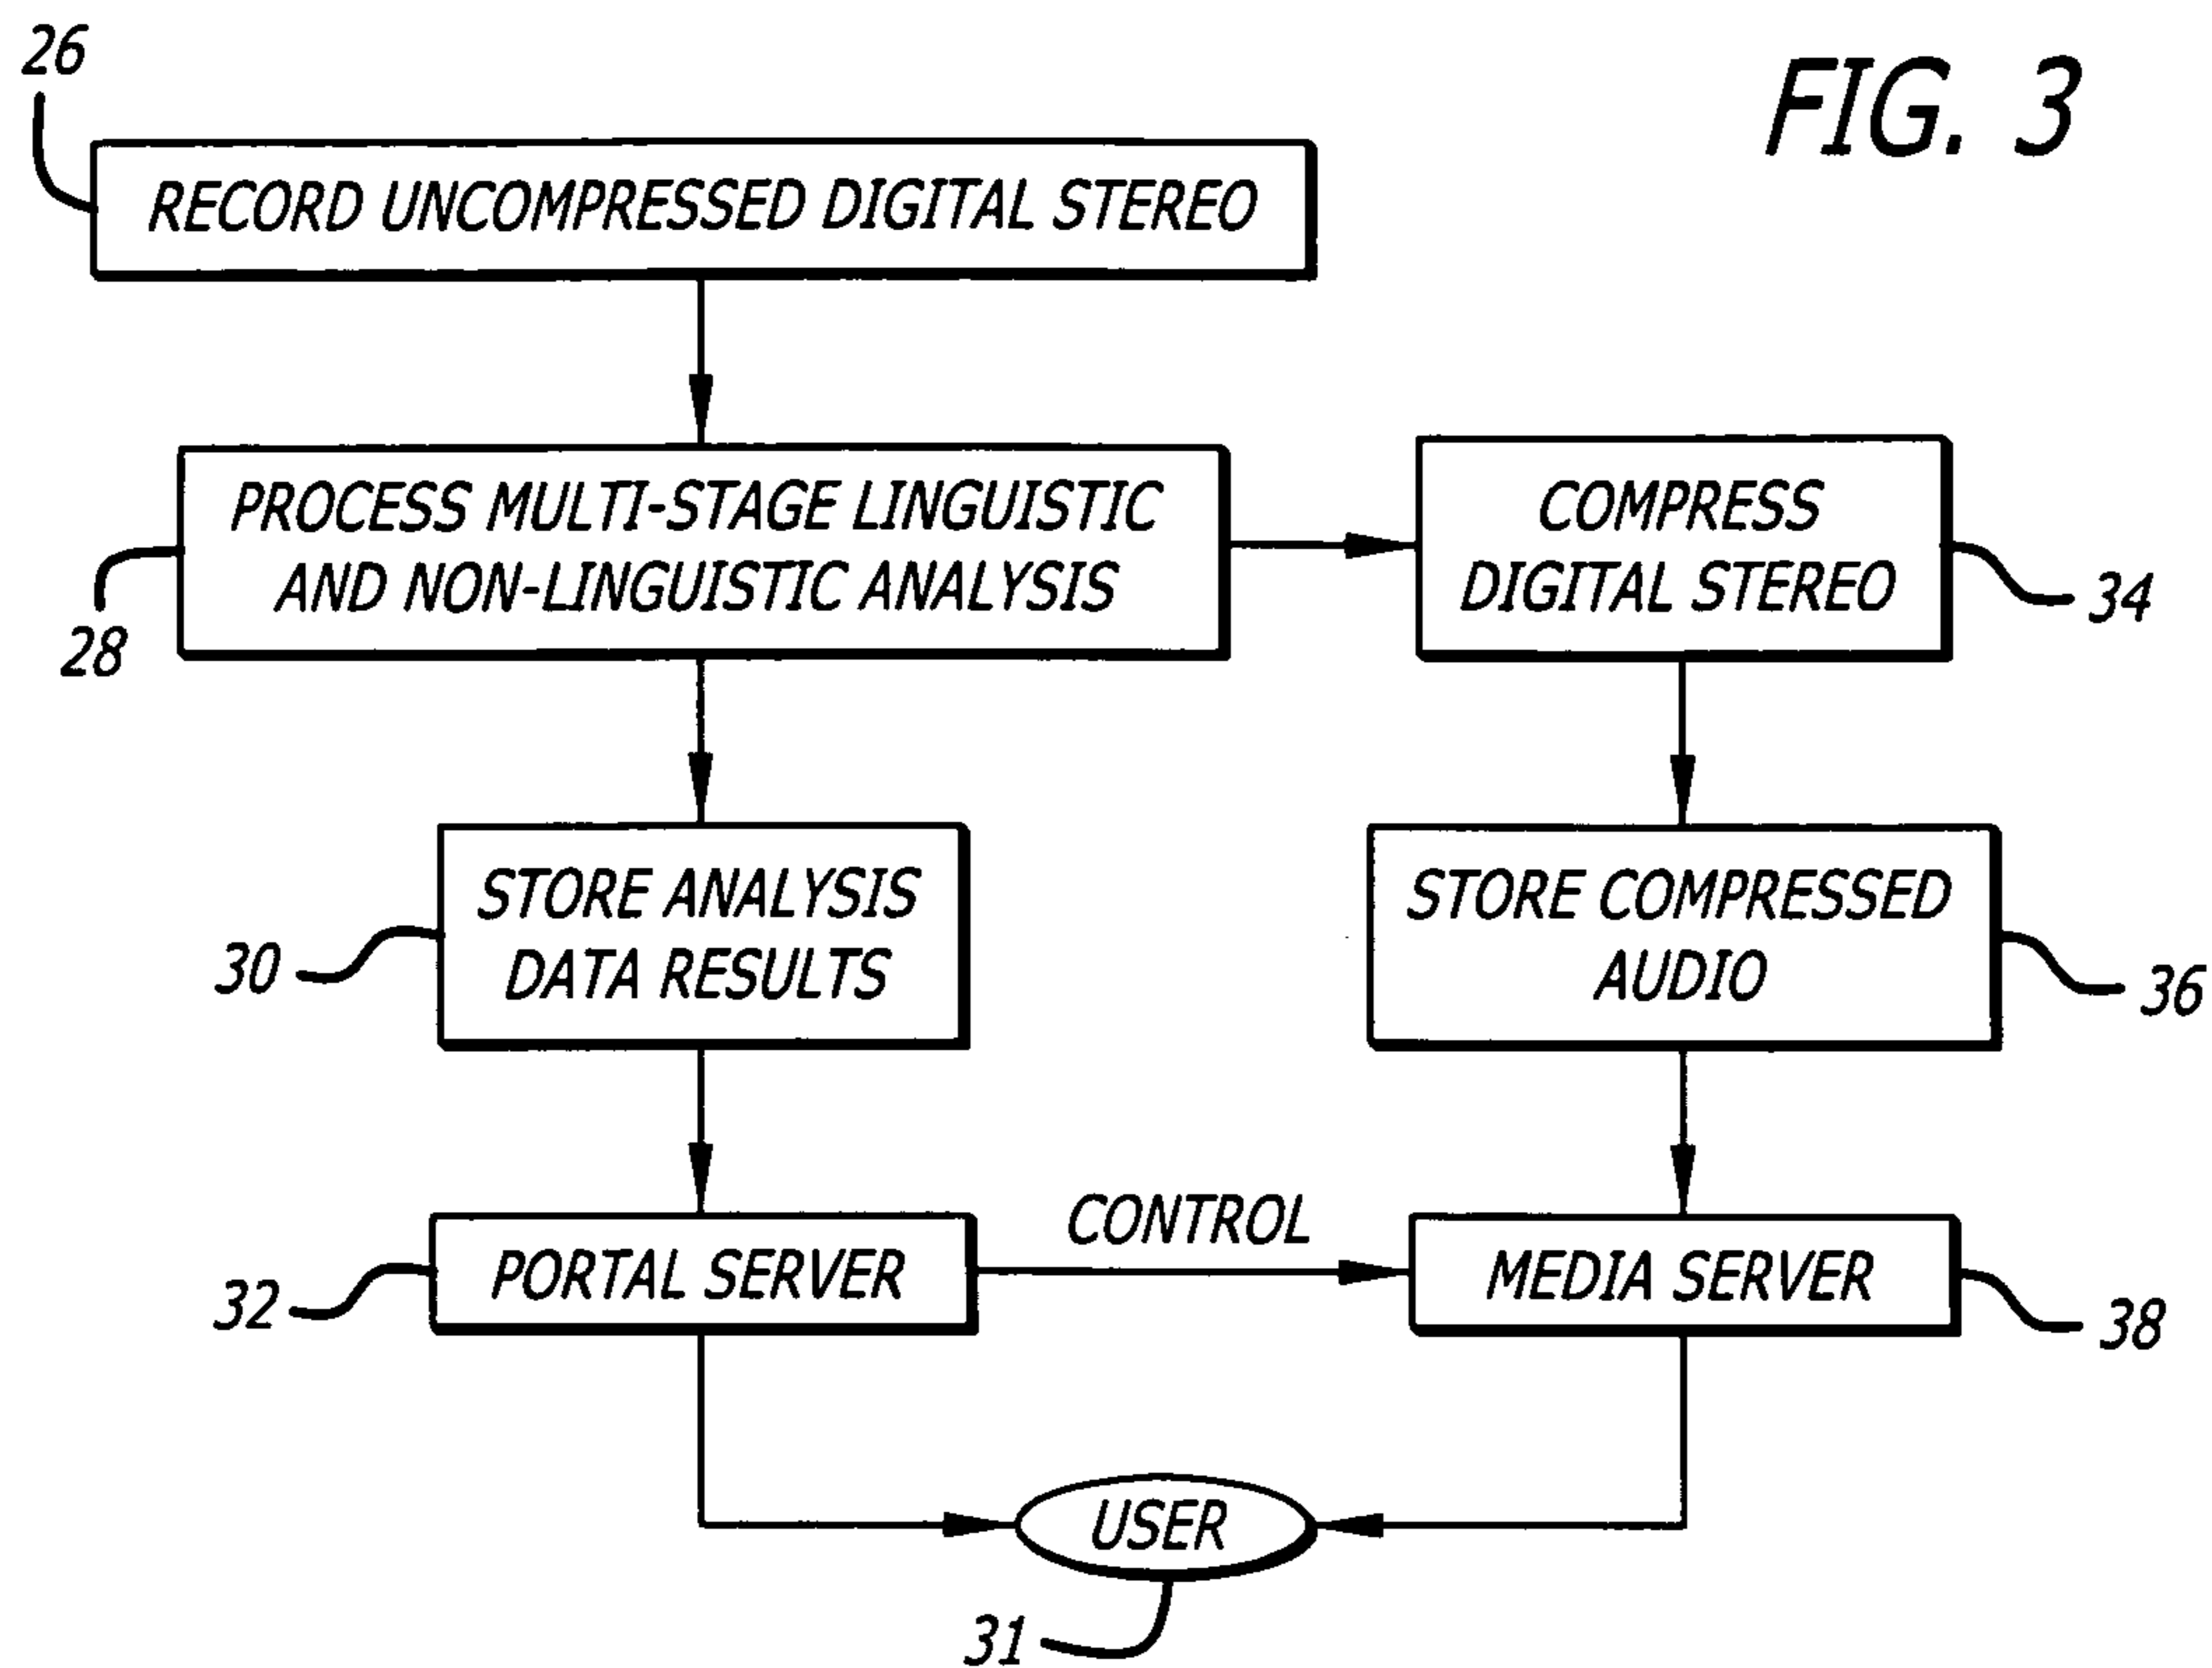 26
FIG. 3
RECORD UNCOMPRESSED DIGITAL STEREO
PROCESS MULTI-STAGE LINGUISTIC
AND NON-LINGUISTIC ANALYSIS
28
COMPRESS
DIGITAL STEREO
34
STORE ANALYSIS
DATA RESULTS
30
STORE COMPRESSED
AUDIO
36
PORTAL SERVER
32
CONTROL
MEDIA SERVER
38
USER
31